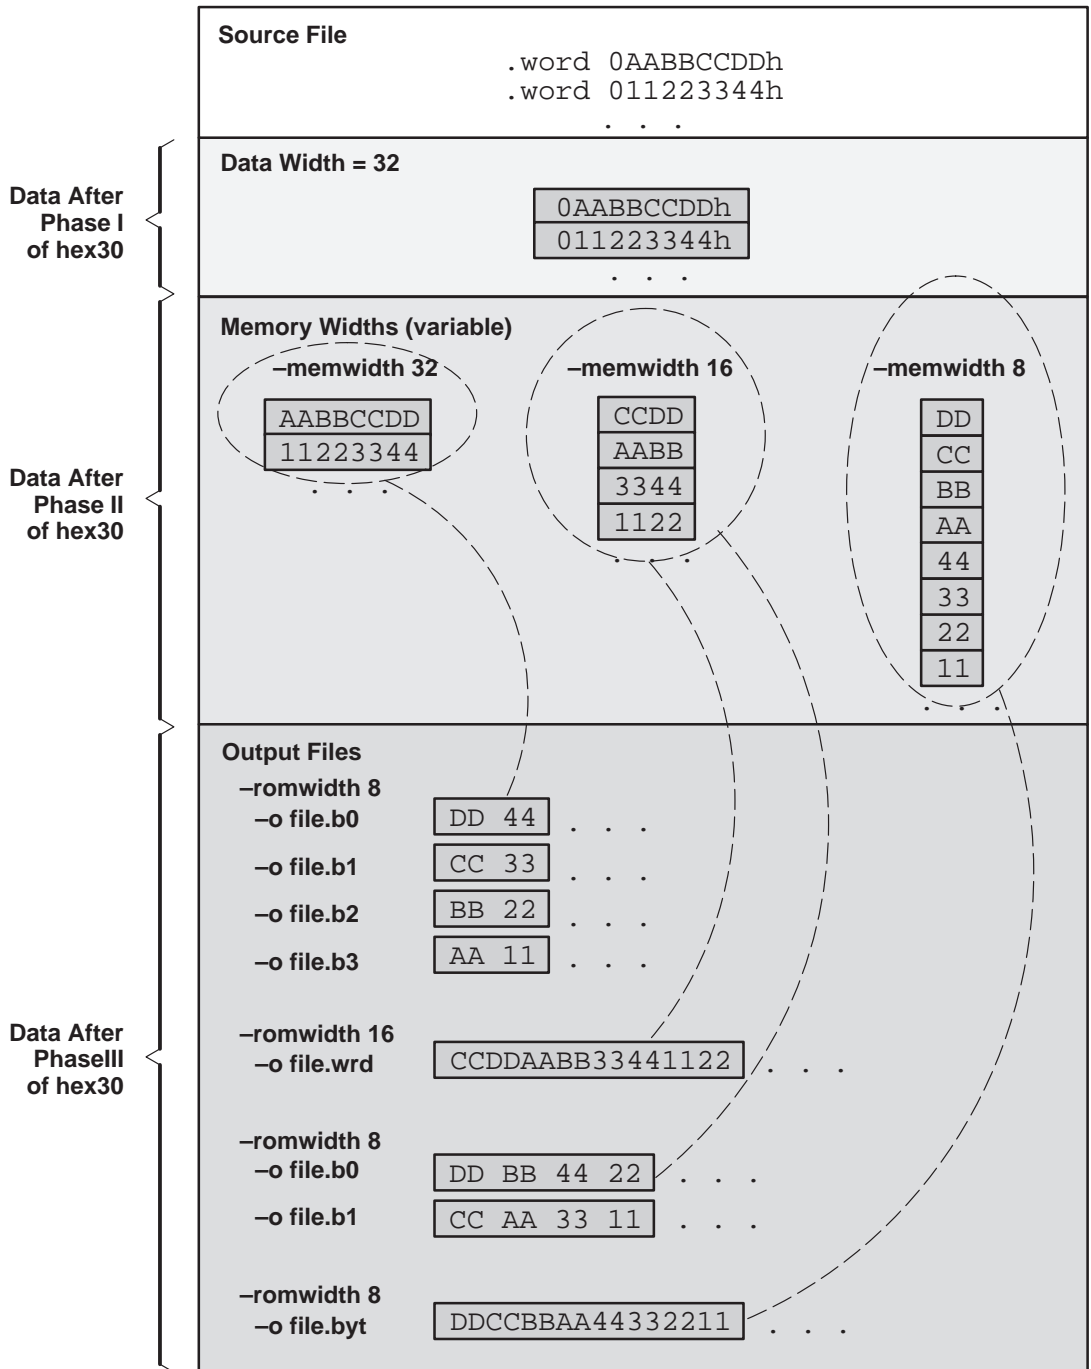 Source File
.word 0AABBCCDDh
.word 011223344h
. . .
Data After
Phase I
of hex30
Data Width = 32
0AABBCCDDh
011223344h
. . .
Data After
Phase II
of hex30
Memory Widths (variable)
–memwidth 32
AABBCCDD
11223344
. . .
–memwidth 16
CCDD
AABB
3344
1122
. . .
–memwidth 8
DD
CC
BB
AA
44
33
22
11
. . .
Data After
PhaseIII
of hex30
Output Files
–romwidth 8
–o file.b0 DD 44 . . .
–o file.b1 CC 33 . . .
–o file.b2 BB 22 . . .
–o file.b3 AA 11 . . .
–romwidth 16
–o file.wrd CCDDAABB33441122 . . .
–romwidth 8
–o file.b0 DD BB 44 22 . . .
–o file.b1 CC AA 33 11 . . .
–romwidth 8
–o file.byt DDCCBBAA44332211 . . .